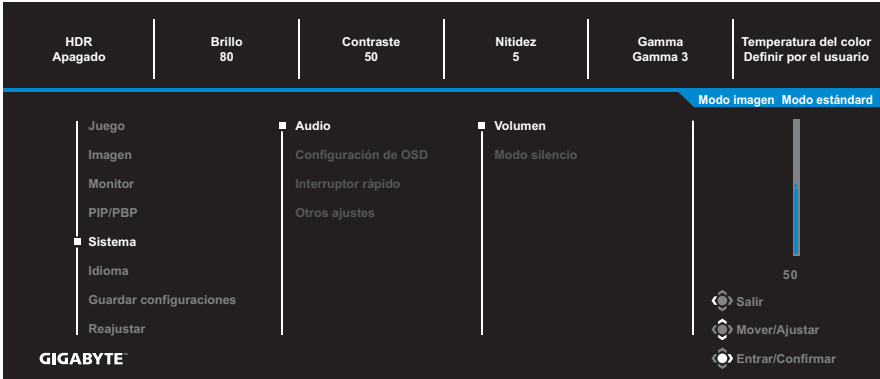 HDR
Apagado
Brillo
80
Contraste
50
Nitidez
5
Gamma
Gamma 3
Temperatura del color
Definir por el usuario
Modo imagen Modo estándard
Juego
Imagen
Monitor
PIP/PBP
Sistema
Idioma
Guardar configuraciones
Reajustar
Audio
Configuración de OSD
Interruptor rápido
Otros ajustes
Volumen
Modo silencio
50
Salir
Mover/Ajustar
Entrar/Confirmar
GIGABYTE